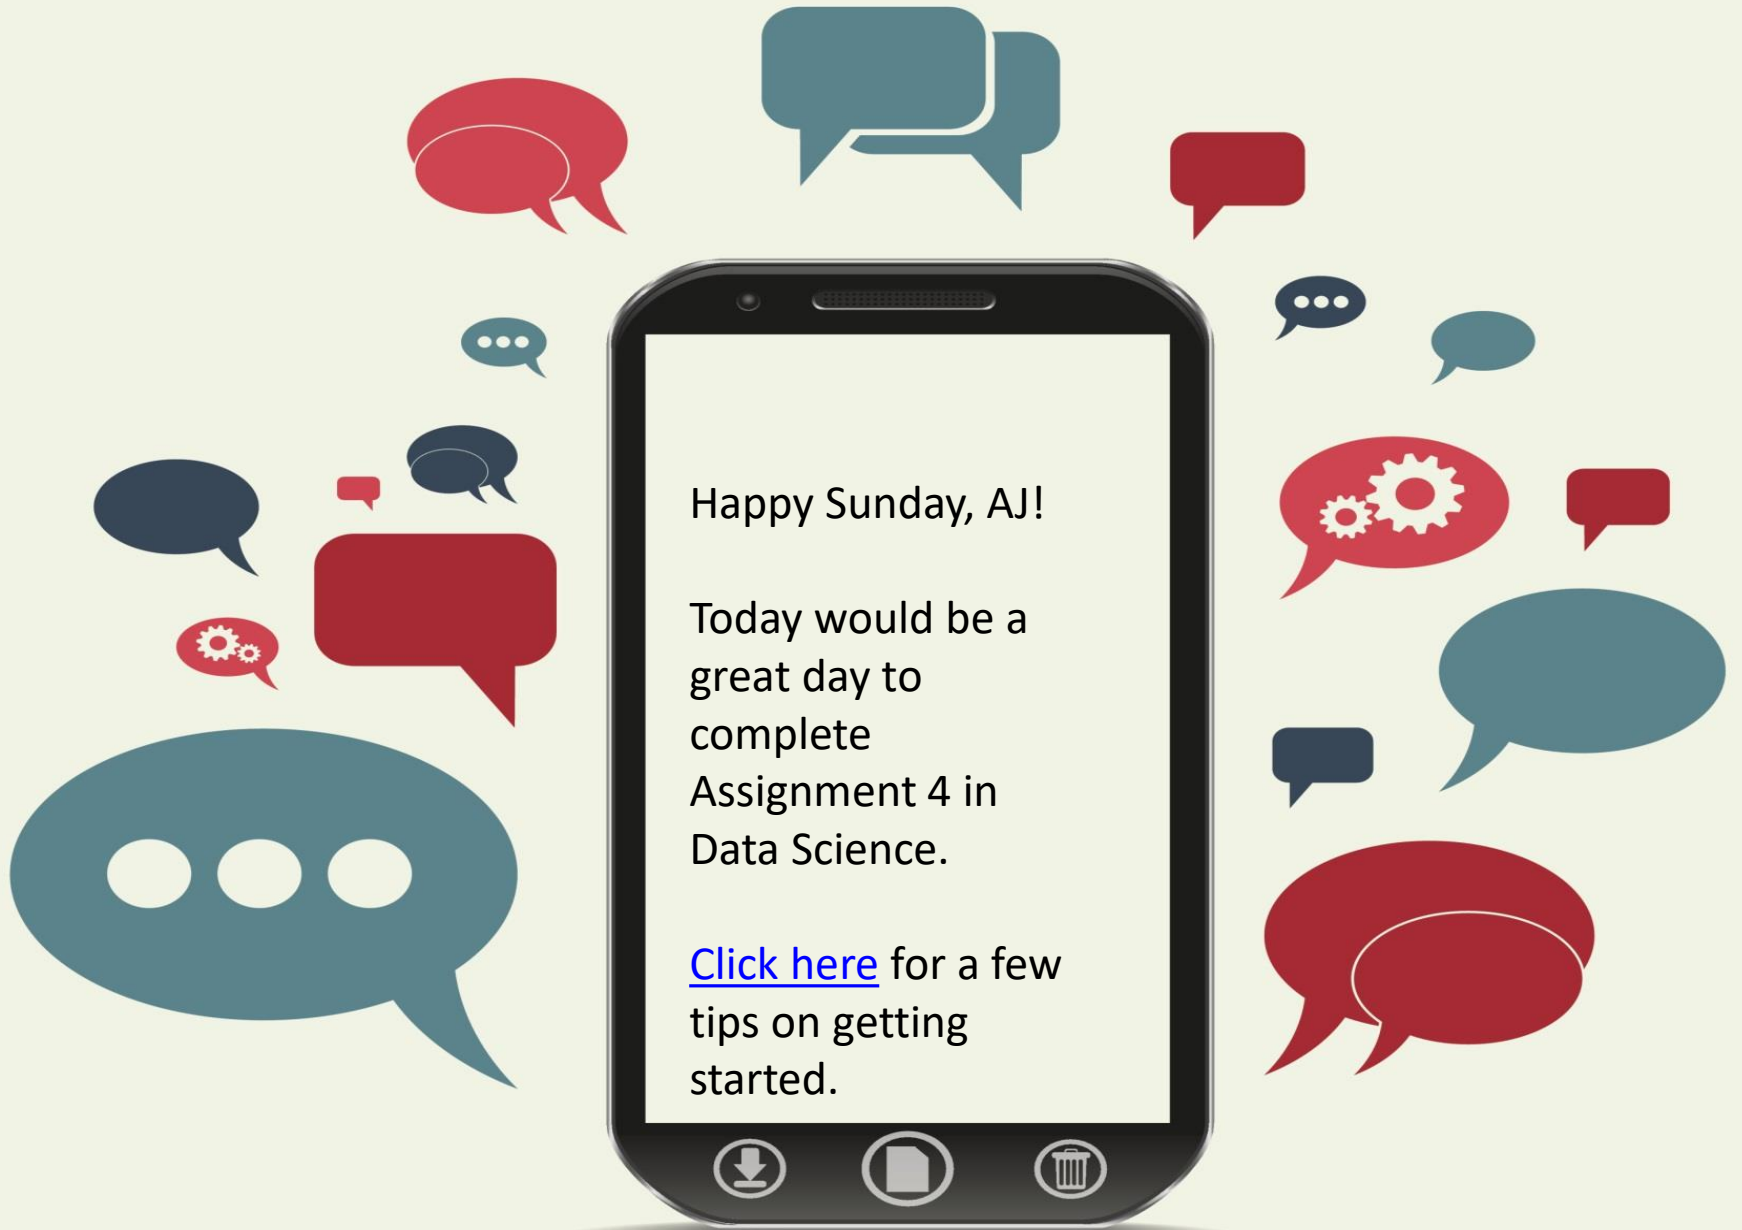 Happy Sunday, AJ!
Today would be a
great day to
complete
Assignment 4 in
Data Science.
Click here for a few
tips on getting
started.